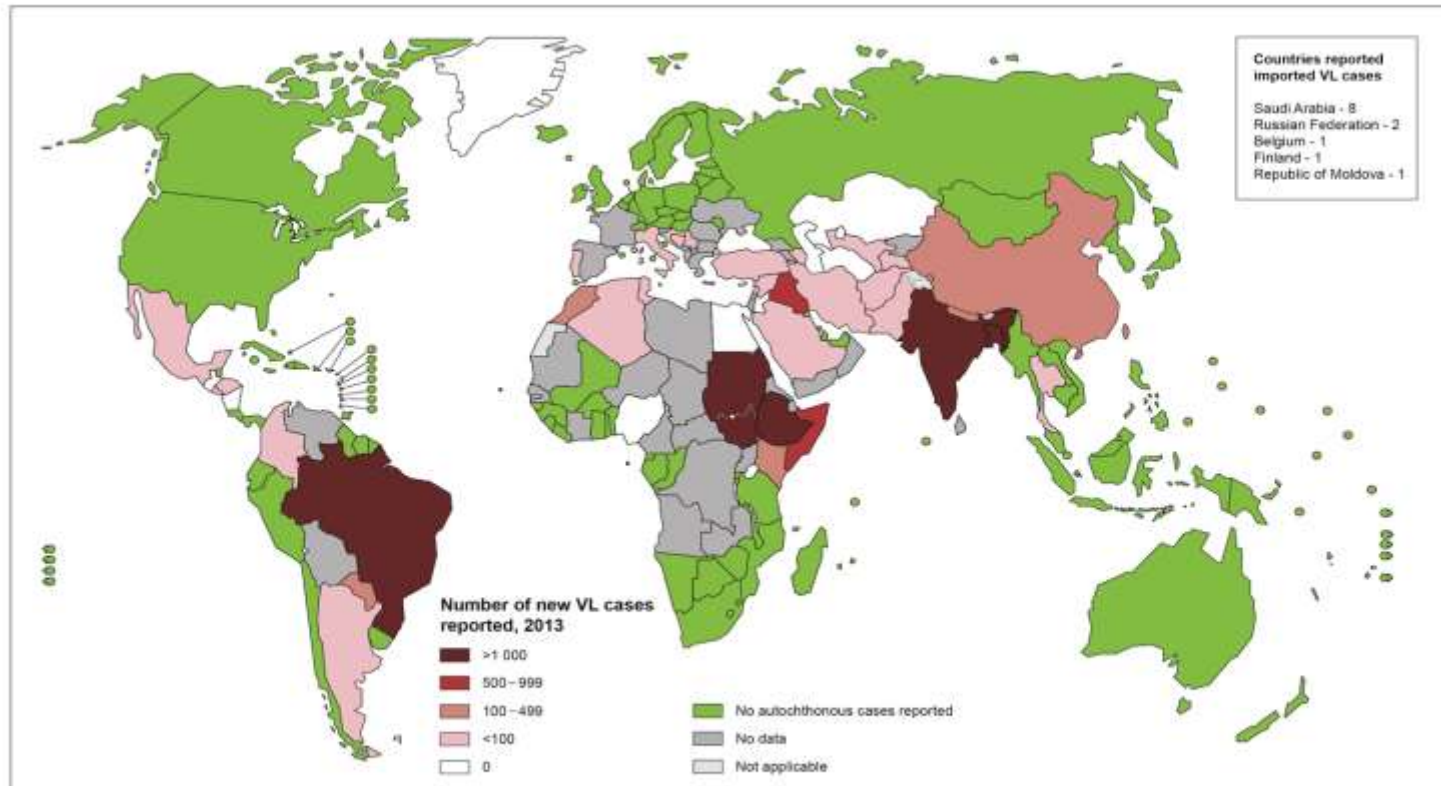 Countries reported
imported VL cases
Saudi Arabia - 8
Russian Federation - 2
Belgium - 1
Finland - 1
Republic of Moldova - 1
Number of new VL cases
reported, 2013
>1 000
500–999
100–499
<100
0
No autochthonous cases reported
No data
Not applicable